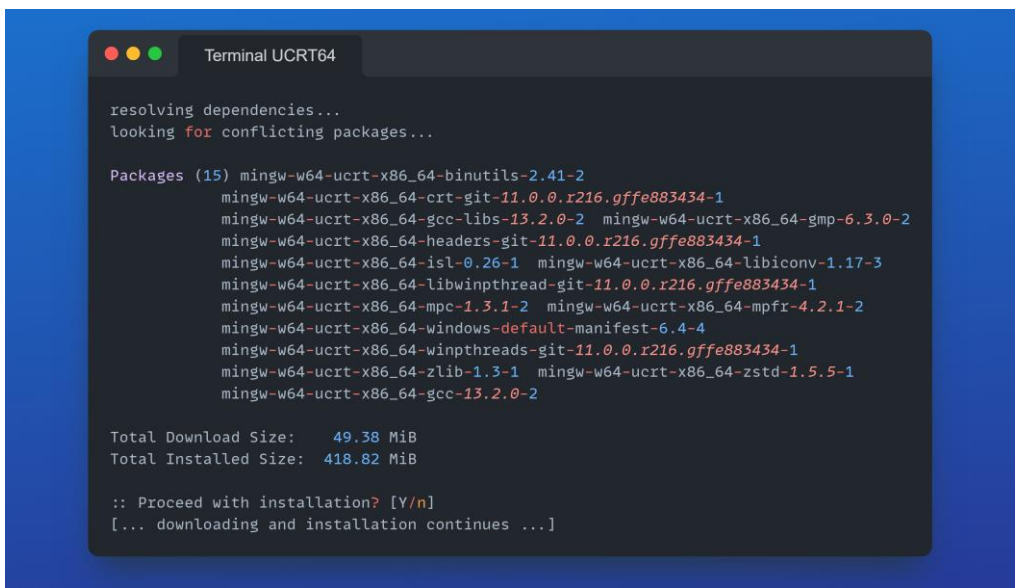 Terminal UCRT64
resolving dependencies...
looking for conflicting packages...
Packages (15) mingw-w64-ucrt-x86_64-binutils-2.41-2
mingw-w64-ucrt-x86_64-crt-git-11.0.0.r216.gffe883434-1
mingw-w64-ucrt-x86_64-gcc-libs-13.2.0-2  mingw-w64-ucrt-x86_64-gmp-6.3.0-2
mingw-w64-ucrt-x86_64-headers-git-11.0.0.r216.gffe883434-1
mingw-w64-ucrt-x86_64-isl-0.26-1  mingw-w64-ucrt-x86_64-libiconv-1.17-3
mingw-w64-ucrt-x86_64-libwinpthread-git-11.0.0.r216.gffe883434-1
mingw-w64-ucrt-x86_64-mpc-1.3.1-2  mingw-w64-ucrt-x86_64-mpfr-4.2.1-2
mingw-w64-ucrt-x86_64-windows-default-manifest-6.4-4
mingw-w64-ucrt-x86_64-winpthreads-git-11.0.0.r216.gffe883434-1
mingw-w64-ucrt-x86_64-zlib-1.3-1  mingw-w64-ucrt-x86_64-zstd-1.5.5-1
mingw-w64-ucrt-x86_64-gcc-13.2.0-2
Total Download Size:    49.38 MiB
Total Installed Size:  418.82 MiB
:: Proceed with installation? [Y/n]
[... downloading and installation continues ...]